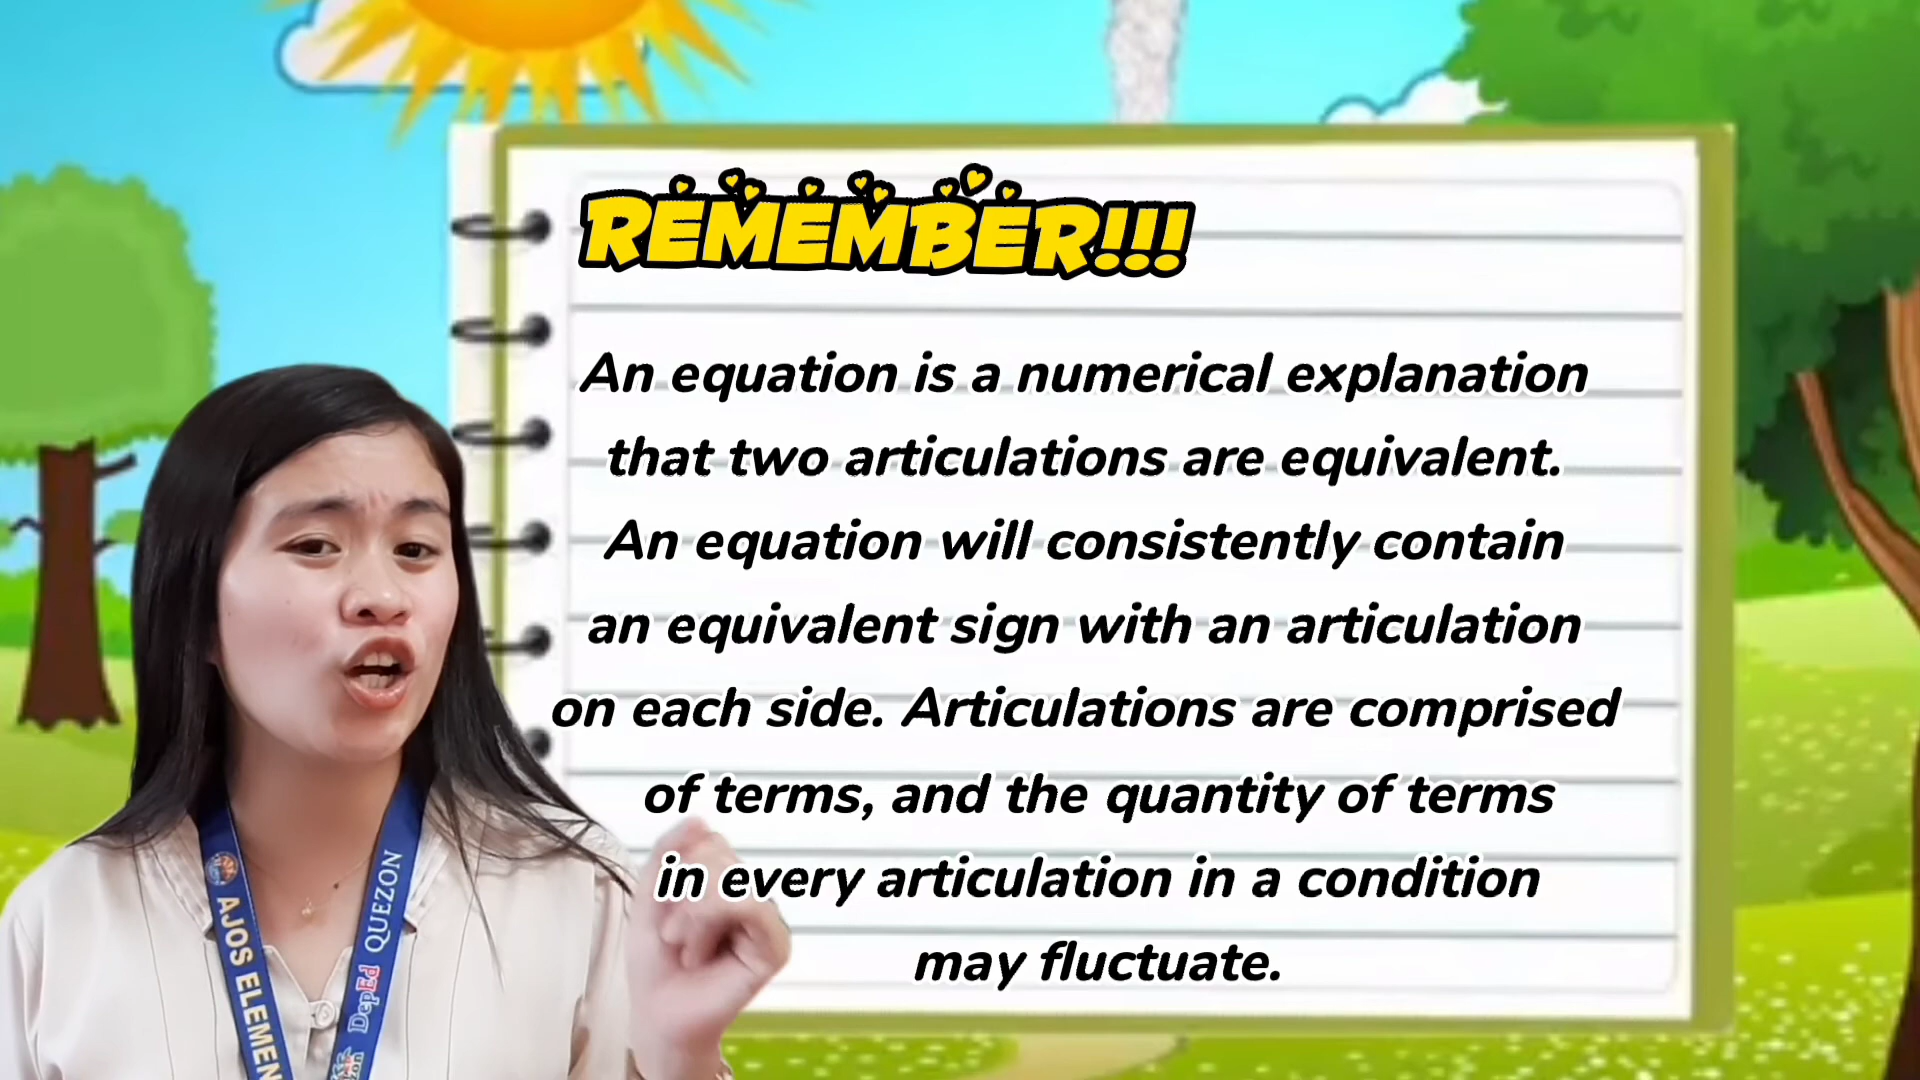 REMEMBER!!!
An equation is a numerical explanation
that two articulations are equivalent.
An equation will consistently contain
an equivalent sign with an articulation
on each side. Articulations are comprised
of terms, and the quantity of terms
in every articulation in a condition
may fluctuate.
AJOS ELEMEN
DepEd QUEZON